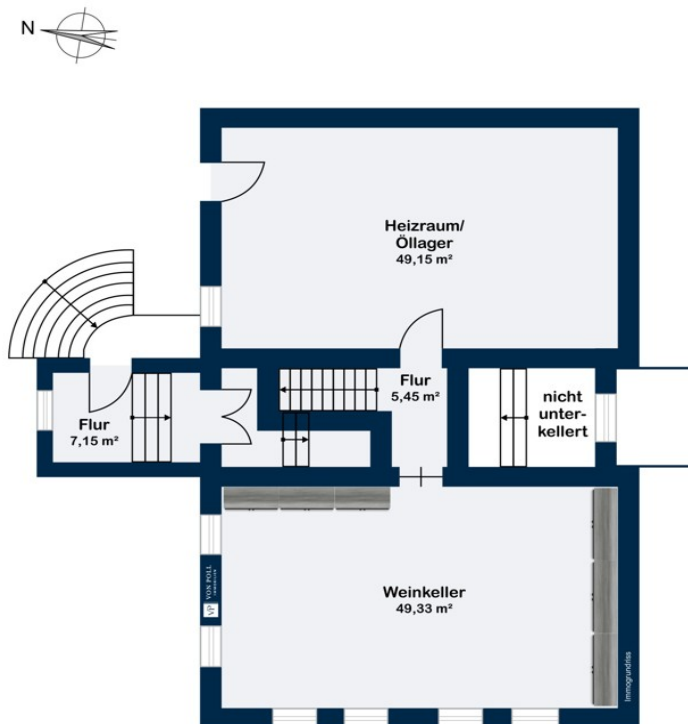 N
Heizraum/
Öllager
49,15 m²
Flur
5,45 m²
nicht
unter-
kellert
Flur
7,15 m²
Weinkeller
49,33 m²
VP VON POLL
IMMOBILIEN
Immogrundriss